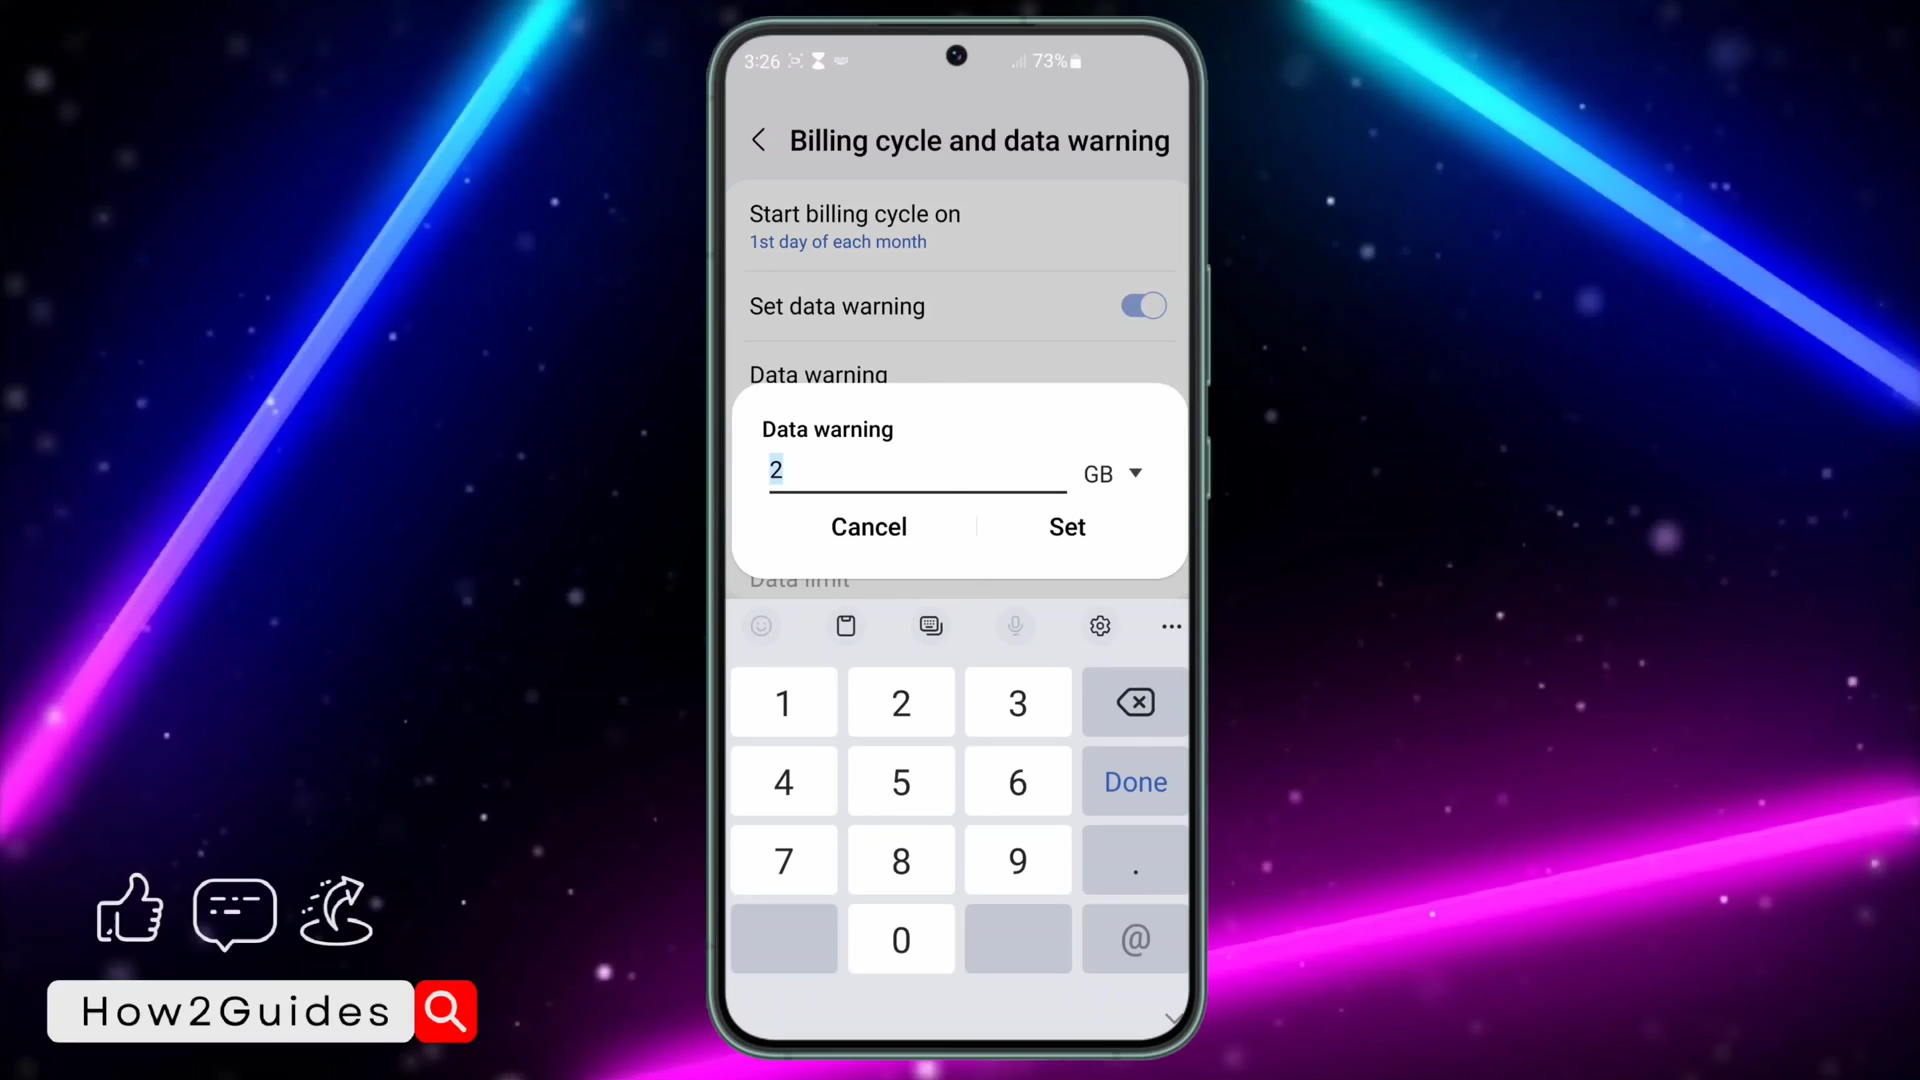 3:26
73%
Billing cycle and data warning
Start billing cycle on
1st day of each month
Set data warning
Data warning
Data warning
2
GB
Cancel
Set
Data limit
1 2 3
4 5 6 Done
7 8 9 .
0 @
How2Guides